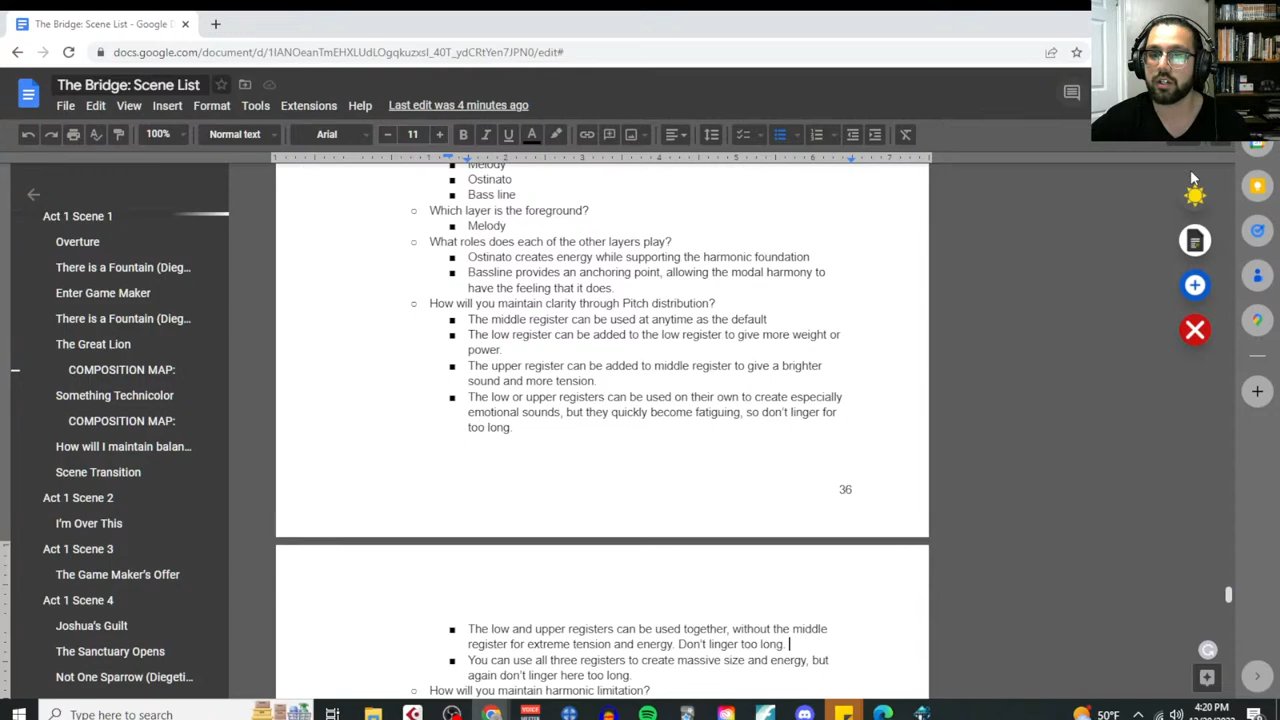 The Bridge: Scene List - Google D
docs.google.com/document/d/1IANOeanTmEHXLUdLOgqkuzxsI_40T_ydCRtYen7JPN0/edit#
The Bridge: Scene List
File Edit View Insert Format Tools Extensions Help Last edit was 4 minutes ago
100% Normal text Arial 11
1 1 2 3 4 5 6 7
Act 1 Scene 1
Overture
There is a Fountain (Dieg...
Enter Game Maker
There is a Fountain (Dieg...
The Great Lion
COMPOSITION MAP:
Something Technicolor
COMPOSITION MAP:
How will I maintain balan...
Scene Transition
Act 1 Scene 2
I'm Over This
Act 1 Scene 3
The Game Maker's Offer
Act 1 Scene 4
Joshua's Guilt
The Sanctuary Opens
Not One Sparrow (Diegeti...
■ Melody
■ Ostinato
■ Bass line
○ Which layer is the foreground?
■ Melody
○ What roles does each of the other layers play?
■ Ostinato creates energy while supporting the harmonic foundation
■ Bassline provides an anchoring point, allowing the modal harmony to
have the feeling that it does.
○ How will you maintain clarity through Pitch distribution?
■ The middle register can be used at anytime as the default
■ The low register can be added to the low register to give more weight or
power.
■ The upper register can be added to middle register to give a brighter
sound and more tension.
■ The low or upper registers can be used on their own to create especially
emotional sounds, but they quickly become fatiguing, so don't linger for
too long.
36
■ The low and upper registers can be used together, without the middle
register for extreme tension and energy. Don't linger too long.
■ You can use all three registers to create massive size and energy, but
again don't linger here too long.
○ How will you maintain harmonic limitation?
Type here to search
50°F
4:20 PM